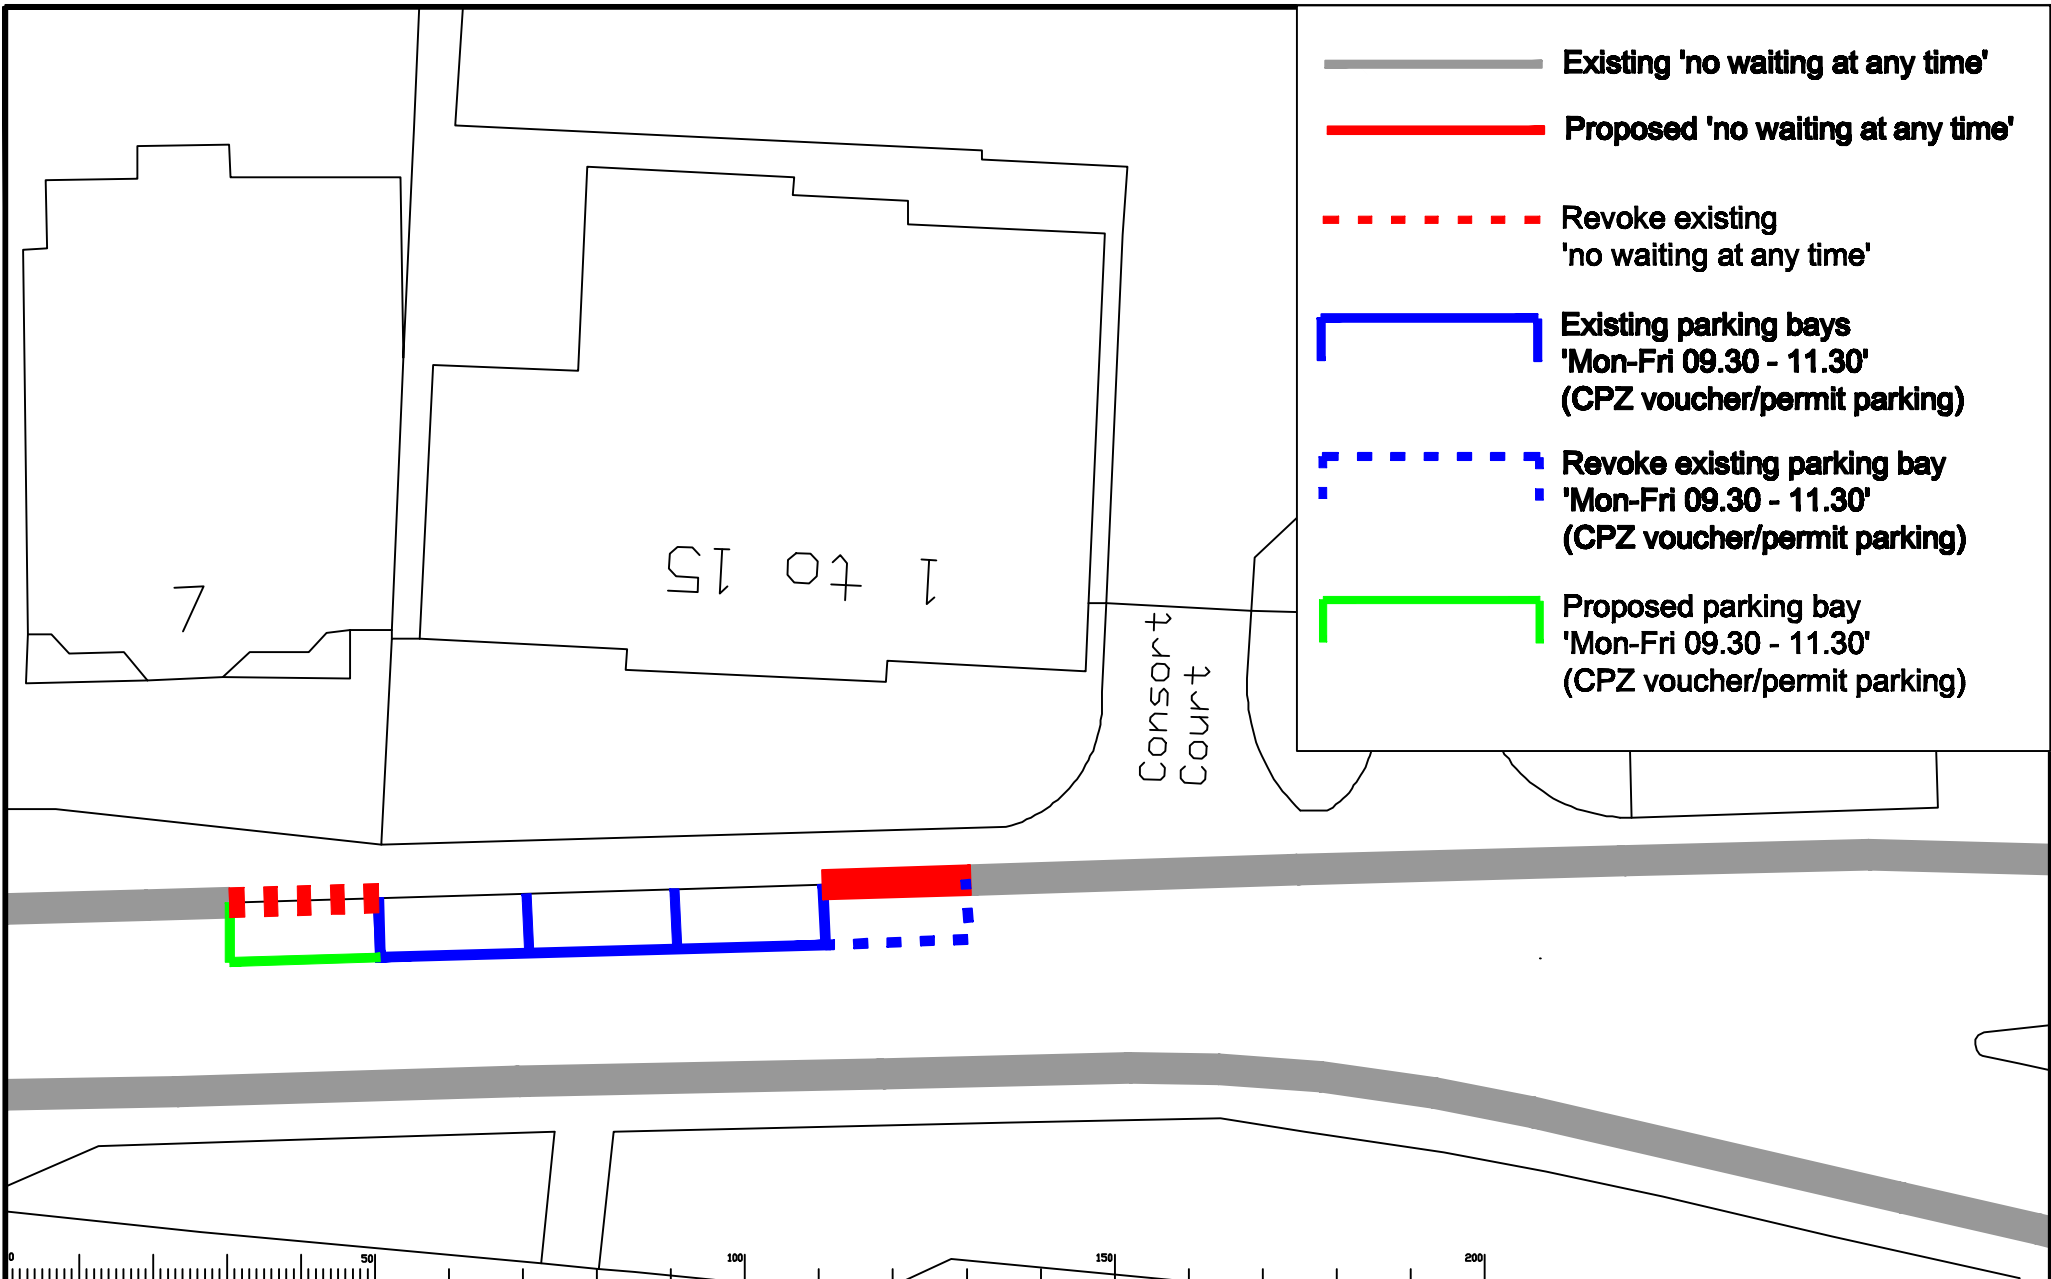 Existing 'no waiting at any time'
Proposed 'no waiting at any time'
Revoke existing
'no waiting at any time'
Existing parking bays
'Mon-Fri 09.30 - 11.30'
(CPZ voucher/permit parking)
Revoke existing parking bay
'Mon-Fri 09.30 - 11.30'
(CPZ voucher/permit parking)
Proposed parking bay
'Mon-Fri 09.30 - 11.30'
(CPZ voucher/permit parking)
7
1 to 15
Consort
Court
0 50 100 150 200